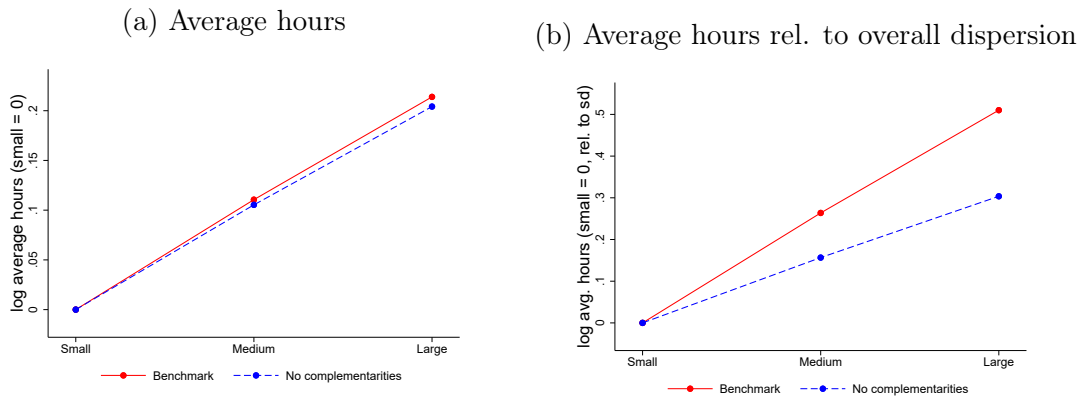 (a) Average hours
log average hours (small = 0)
0
.05
.1
.15
.2
Small
Medium
Large
Benchmark
No complementarities
(b) Average hours rel. to overall dispersion
log avg. hours (small = 0, rel. to sd)
0
.1
.2
.3
.4
.5
Small
Medium
Large
Benchmark
No complementarities